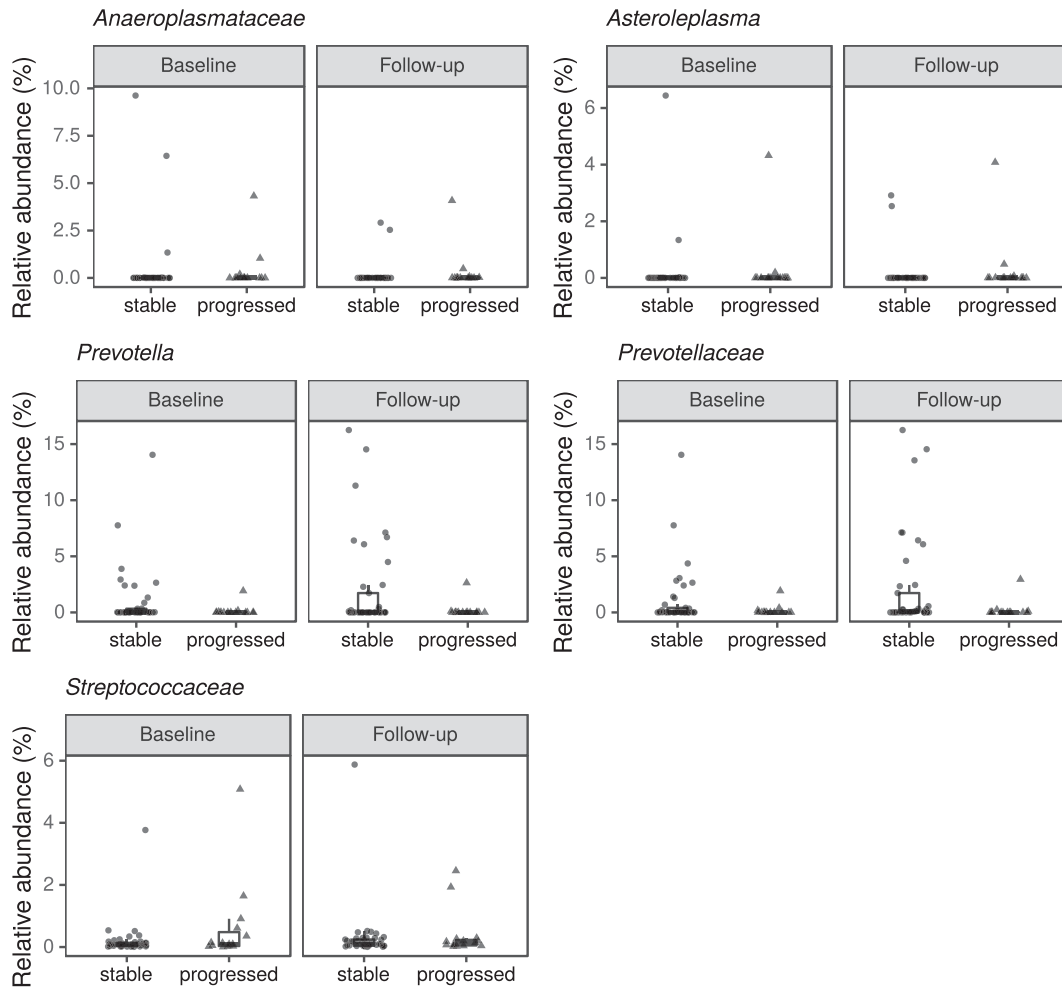 Anaeroplasmataceae
Relative abundance (%)
Baseline
Follow-up
10.0
7.5
5.0
2.5
0.0
stable
progressed
stable
progressed
Asteroleplasma
Relative abundance (%)
Baseline
Follow-up
6
4
2
0
stable
progressed
stable
progressed
Prevotella
Relative abundance (%)
Baseline
Follow-up
15
10
5
0
stable
progressed
stable
progressed
Prevotellaceae
Relative abundance (%)
Baseline
Follow-up
15
10
5
0
stable
progressed
stable
progressed
Streptococcaceae
Relative abundance (%)
Baseline
Follow-up
6
4
2
0
stable
progressed
stable
progressed